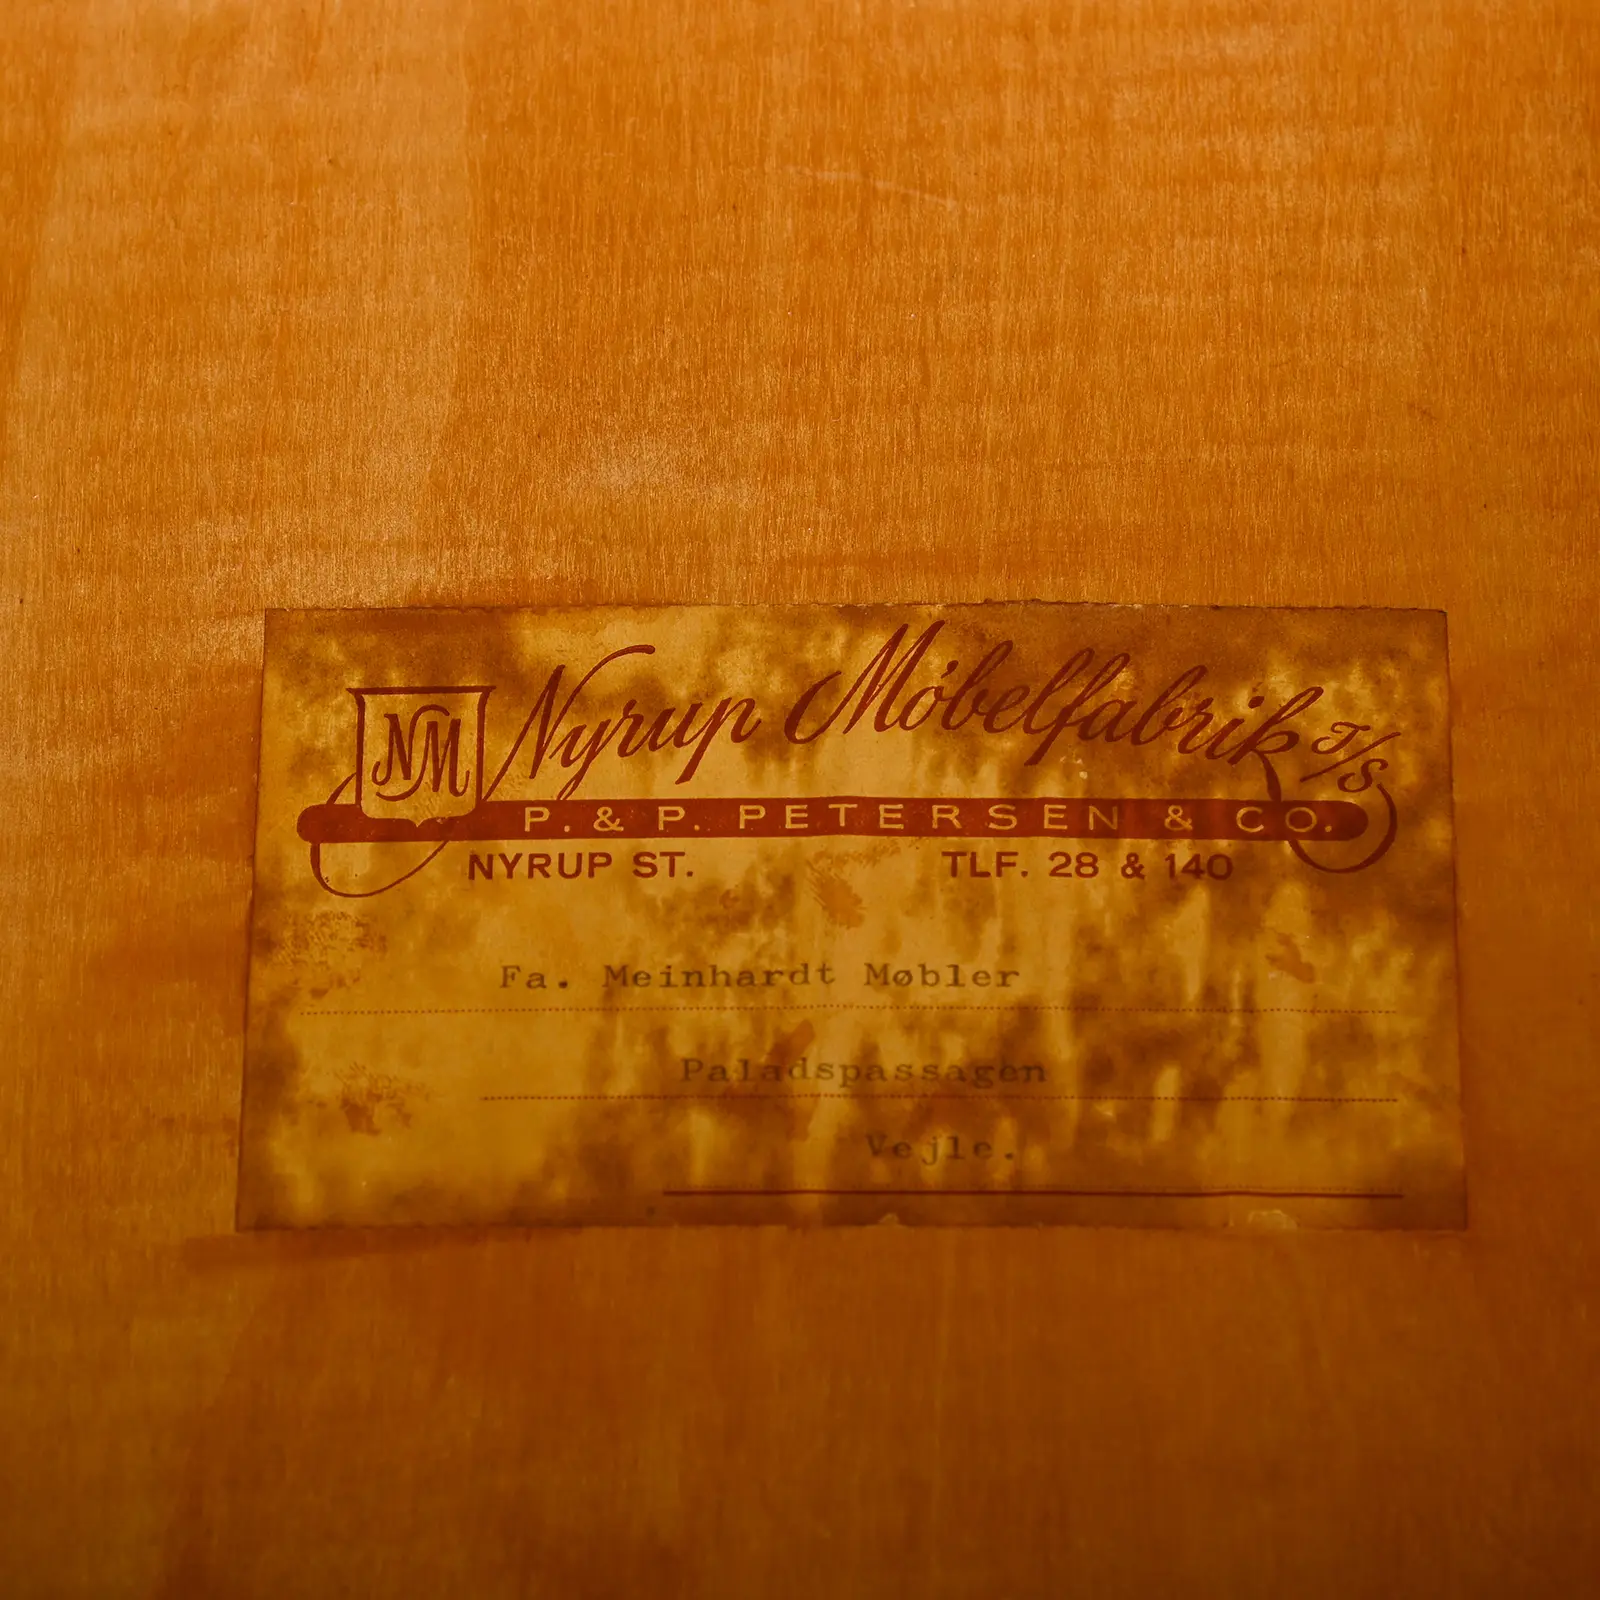 NM
Nyrup Møbelfabrik I/S
P. & P. PETERSEN & CO.
NYRUP ST. TLF. 28 & 140
Fa. Meinhardt Møbler
Paladspassagen
Vejle.